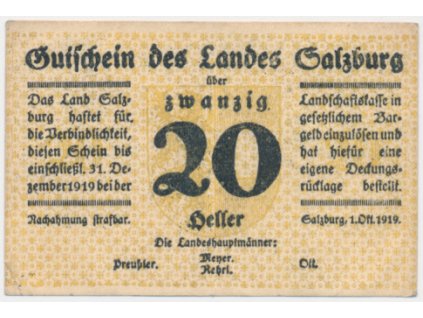 Gutschein des Landes Salzburg
über
zwanzig
20
Heller
Das Land Salz-
burg haftet für
die Verbindlichkeit,
diesen Schein bis
einschließl. 31. De-
zember 1919 bei der
Landschaftskasse in
gesetzlichem Bar-
geld einzulösen und
hat hiefür eine
eigene Deckungs-
rücklage bestellt.
Nachahmung strafbar.
Salzburg, 1. Okt. 1919.
Die Landeshauptmänner:
Preußler.
Meyer.
Rehrl.
Ott.